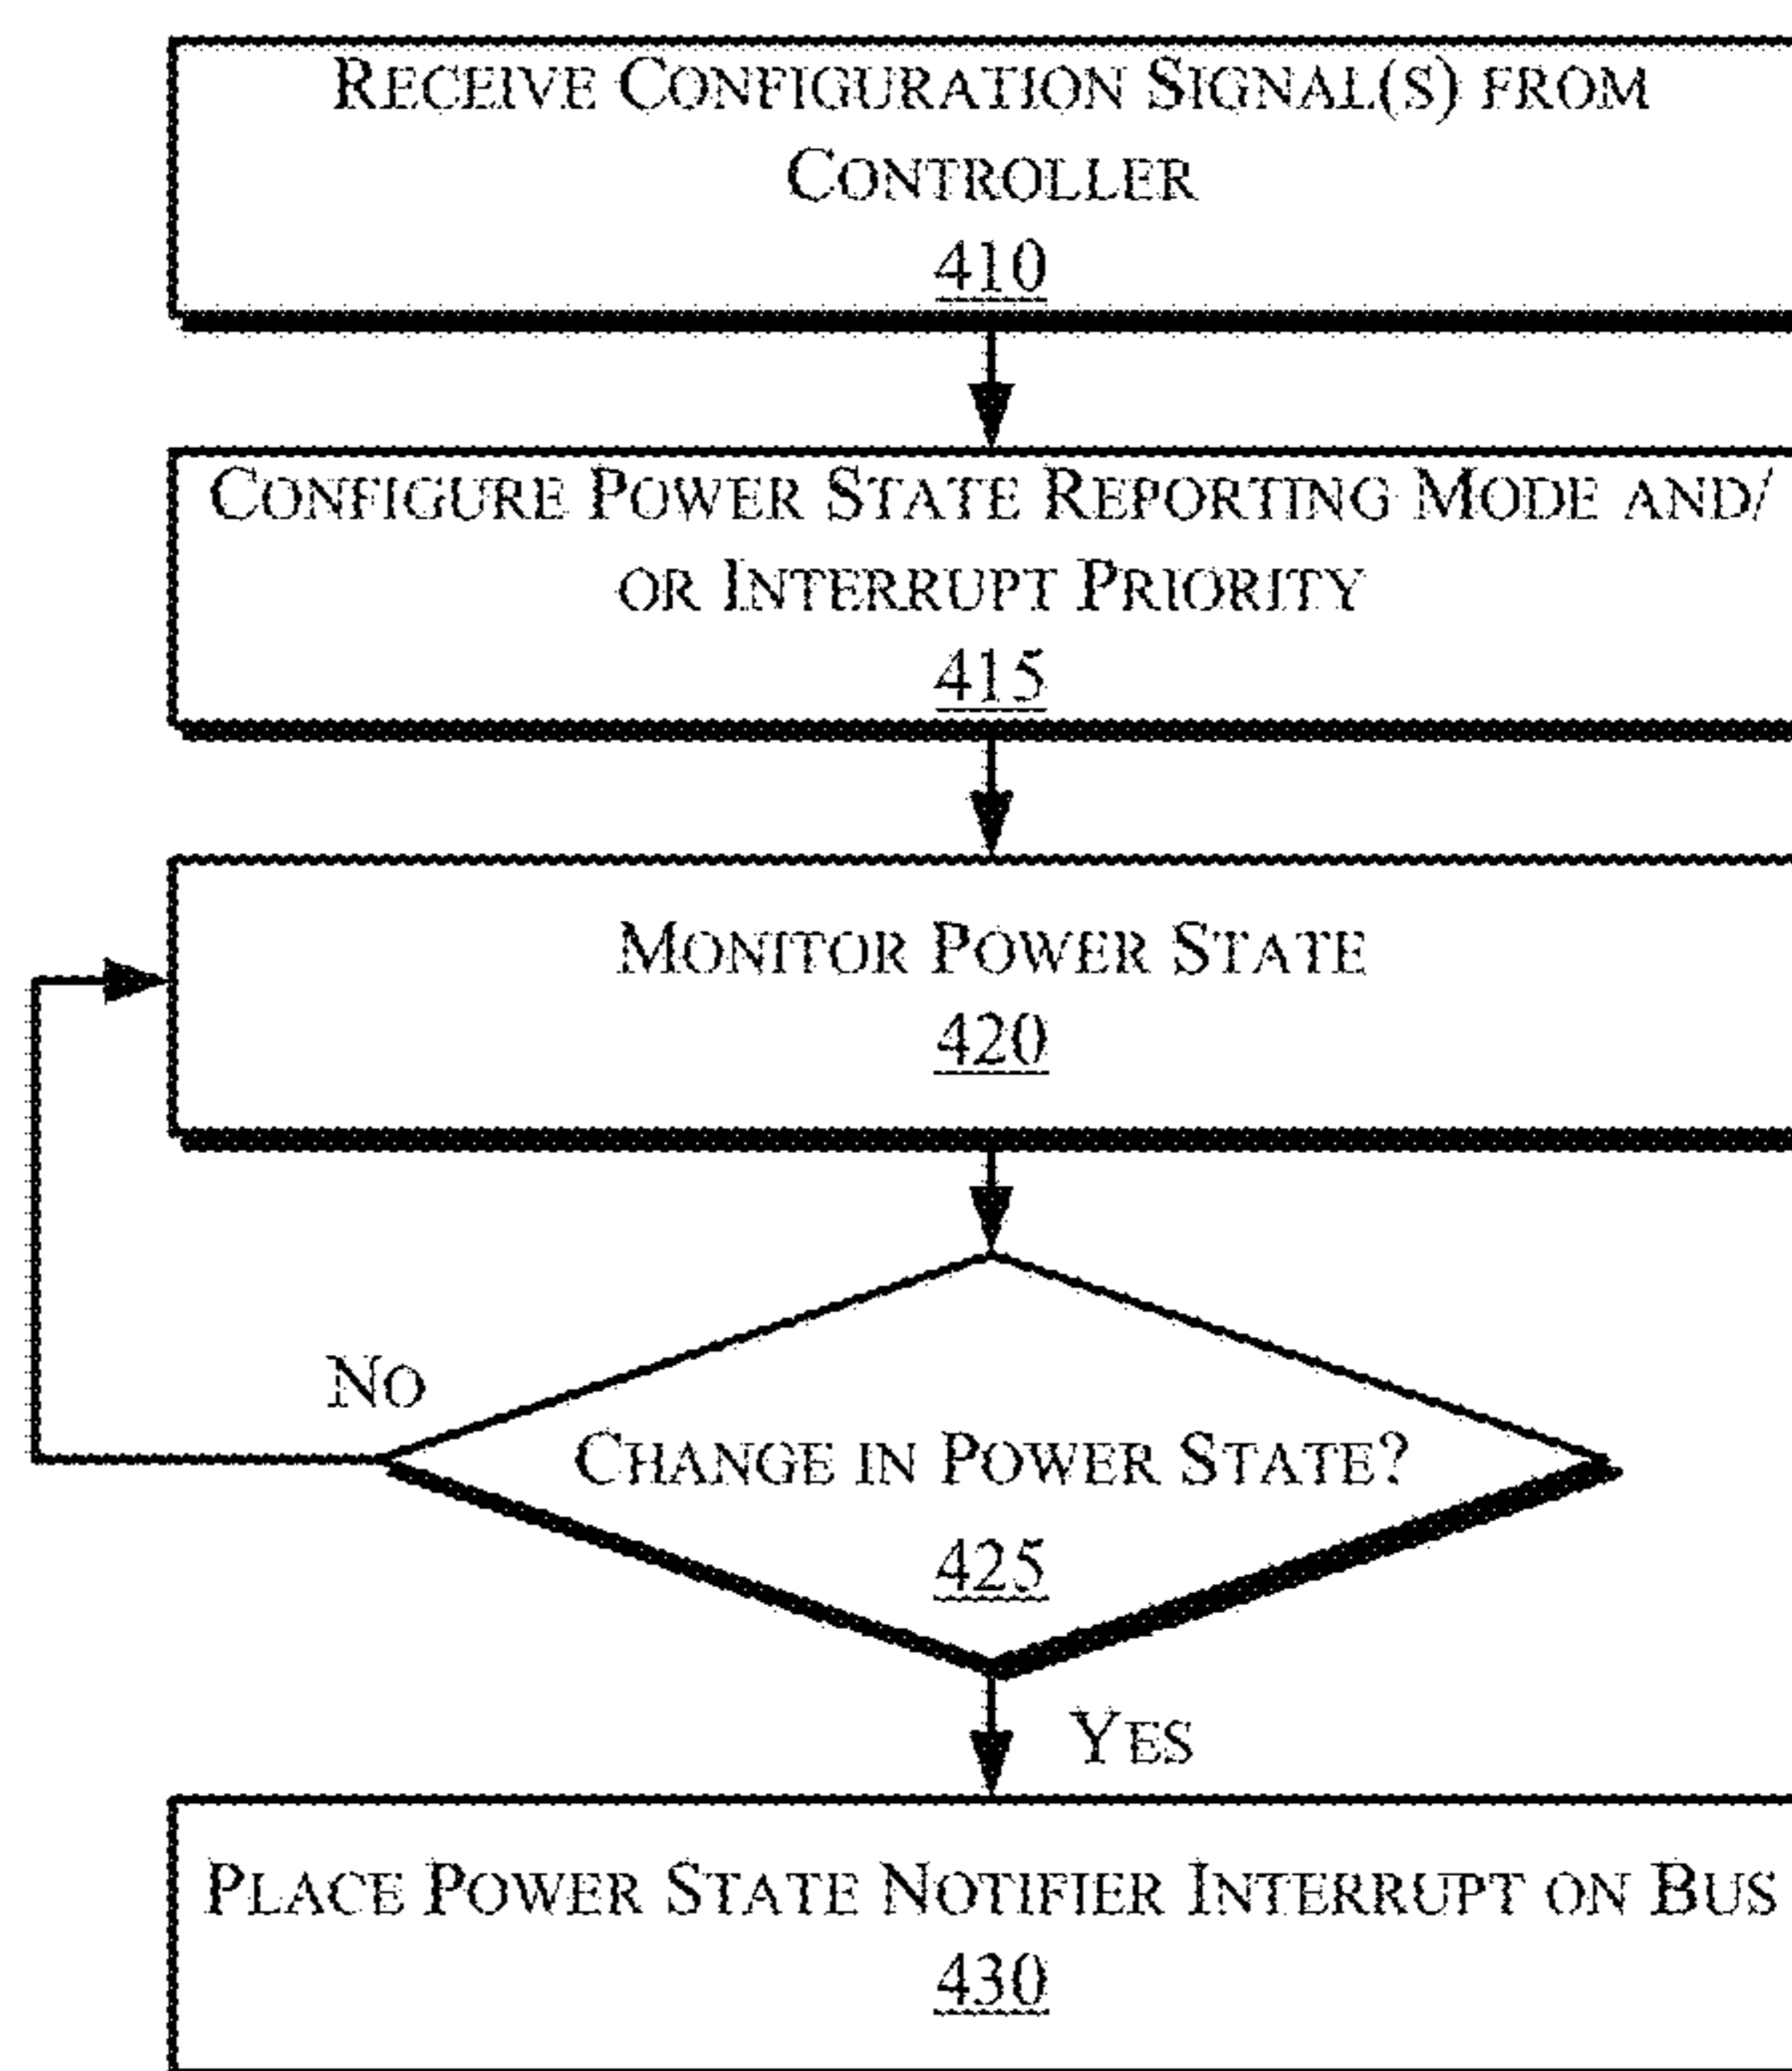 RECEIVE CONFIGURATION SIGNAL(S) FROM
CONTROLLER
410
CONFIGURE POWER STATE REPORTING MODE AND/
OR INTERRUPT PRIORITY
415
MONITOR POWER STATE
420
NO
CHANGE IN POWER STATE?
425
YES
PLACE POWER STATE NOTIFIER INTERRUPT ON BUS
430